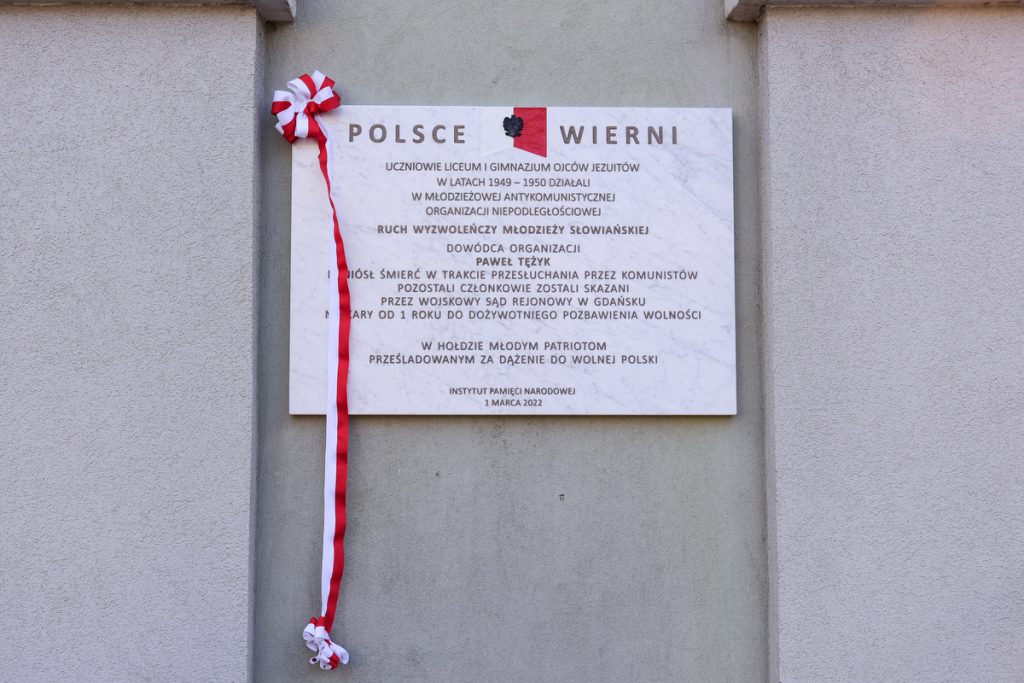 POLSCE WIERNI
UCZNIOWIE LICEUM I GIMNAZJUM OJCÓW JEZUITÓW
W LATACH 1949 – 1950 DZIAŁALI
W MŁODZIEŻOWEJ ANTYKOMUNISTYCZNEJ
ORGANIZACJI NIEPODLEGŁOŚCIOWEJ
RUCH WYZWOLEŃCZY MŁODZIEŻY SŁOWIAŃSKIEJ
DOWÓDCA ORGANIZACJI
PAWEŁ TĘŻYK
ŚMIERĆ W TRAKCIE PRZESŁUCHANIA PRZEZ KOMUNISTÓW
POZOSTALI CZŁONKOWIE ZOSTALI SKAZANI
PRZEZ WOJSKOWY SĄD REJONOWY W GDAŃSKU
OD 1 ROKU DO DOŻYWOTNIEGO POZBAWIENIA WOLNOŚCI
W HOŁDZIE MŁODYM PATRIOTOM
PRZEŚLADOWANYM ZA DĄŻENIE DO WOLNEJ POLSKI
INSTYTUT PAMIĘCI NARODOWEJ
1 MARCA 2022